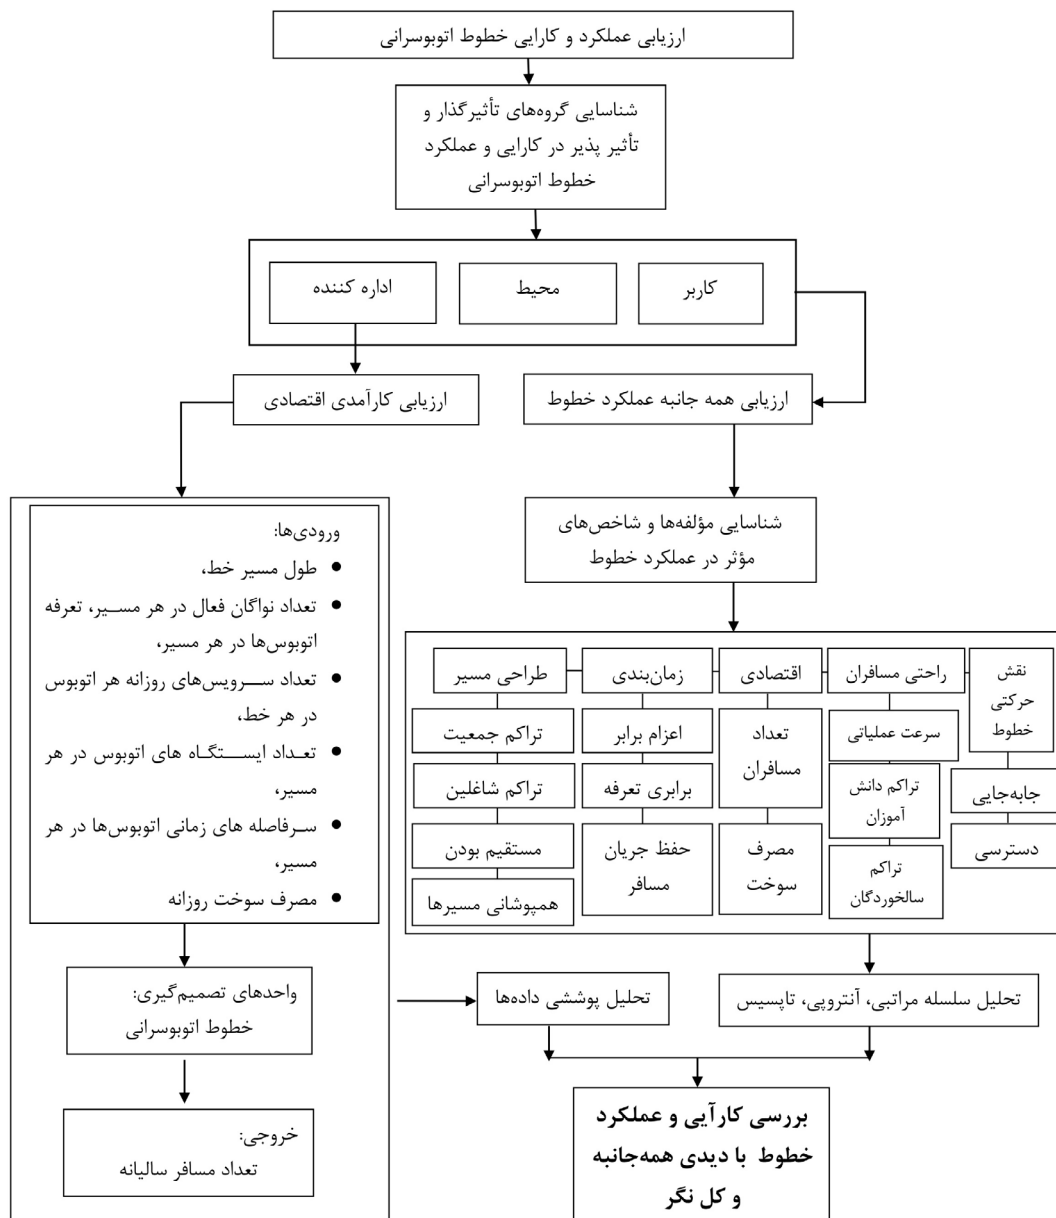 ارزیابی عملکرد و کارایی خطوط اتوبوسرانی
شناسایی گروه‌های تأثیرگذار و
تأثیر پذیر در کارایی و عملکرد
خطوط اتوبوسرانی
کاربر
محیط
اداره کننده
ارزیابی همه جانبه عملکرد خطوط
ارزیابی کارآمدی اقتصادی
شناسایی مؤلفه‌ها و شاخص‌های
مؤثر در عملکرد خطوط
نقش
حرکتی
خطوط
جابه‌جایی
دسترسی
راحتی مسافران
سرعت عملیاتی
تراکم دانش
آموزان
تراکم
سالخوردگان
اقتصادی
تعداد
مسافران
مصرف
سوخت
زمان‌بندی
اعزام برابر
برابری تعرفه
حفظ جریان
مسافر
طراحی مسیر
تراکم جمعیت
تراکم شاغلین
مستقیم بودن
همپوشانی مسیرها
ورودی‌ها:
● طول مسیر خط،
● تعداد نواگان فعال در هر مسیر، تعرفه
اتوبوس‌ها در هر مسیر،
● تعداد سرویس‌های روزانه هر اتوبوس
در هر خط،
● تعداد ایستگاه های اتوبوس در هر
مسیر،
● سرفاصله های زمانی اتوبوس‌ها در هر
مسیر،
● مصرف سوخت روزانه
واحدهای تصمیم‌گیری:
خطوط اتوبوسرانی
خروجی:
تعداد مسافر سالیانه
تحلیل سلسله مراتبی، آنتروپی، تاپسیس
تحلیل پوششی داده‌ها
بررسی کارآیی و عملکرد
خطوط با دیدی همه‌جانبه
و کل نگر